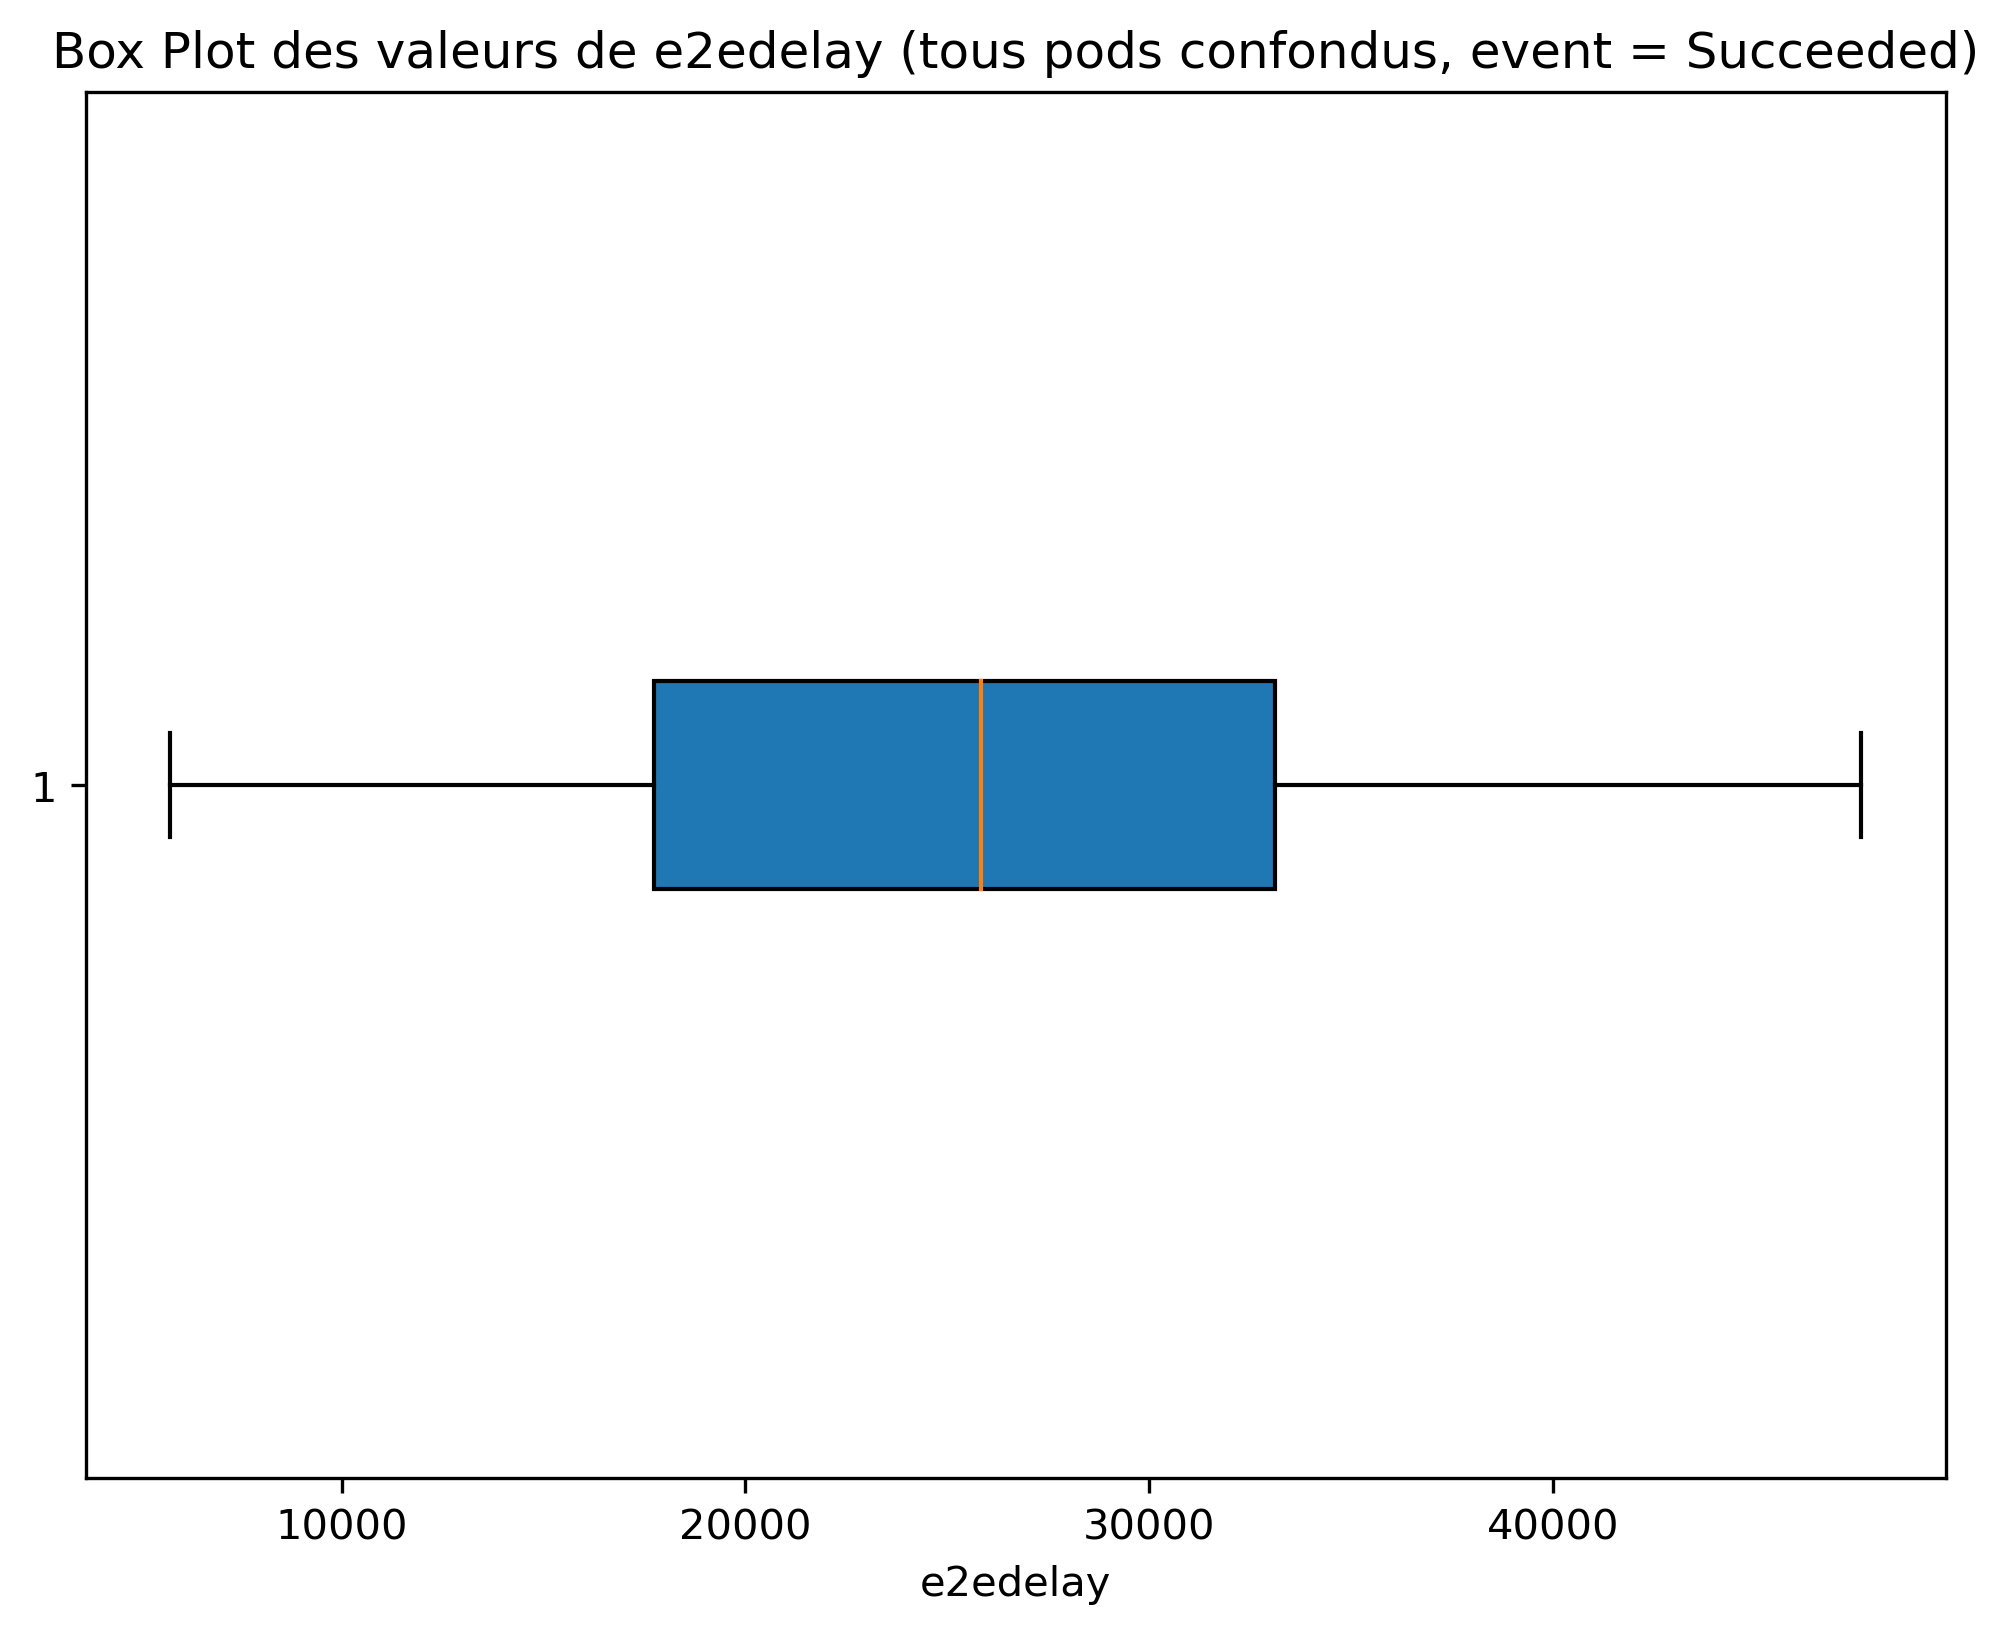 Box Plot des valeurs de e2edelay (tous pods confondus, event = Succeeded)
1
10000 20000 30000 40000
e2edelay